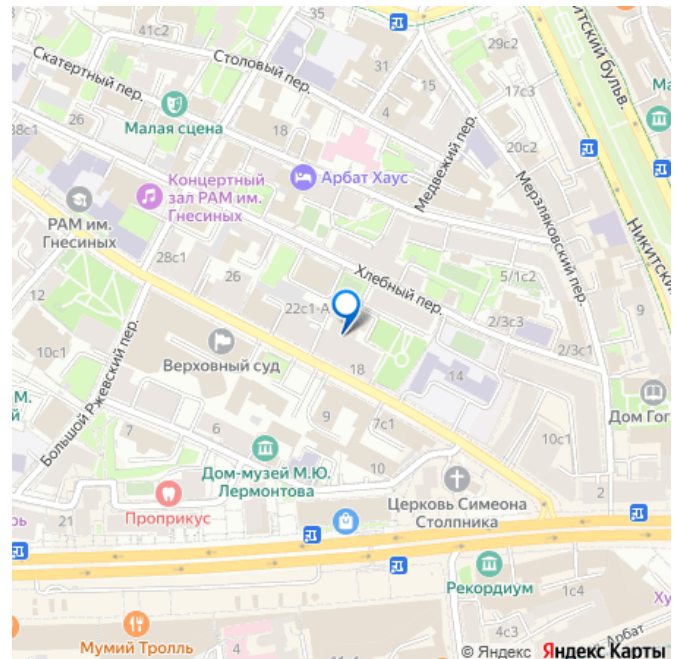 35
41с2
Столовый пер.
Скатертный пер.
31
29с2
15
17с3
4
Малая сцена
26
18
20с2
Медвежий пер.
Арбат Хаус
Концертный
зал РАМ им.
Гнесиных
РАМ им.
Гнесиных
Мерзляковский пер.
28с1
26
Хлебный пер.
5/1с2
12
22с1
2/3с3
2/3с1
9
10с1
Верховный суд
18
14
Большой Ржевский пер.
7
6
9
7с1
10с1
10
Дом-музей М.Ю.
Лермонтова
Церковь Симеона
Столпника
2
21
Проприкус
Рекордиум
1с4
4с3
Мумий Тролль
4
Арбат
© Яндекс Яндекс Карты